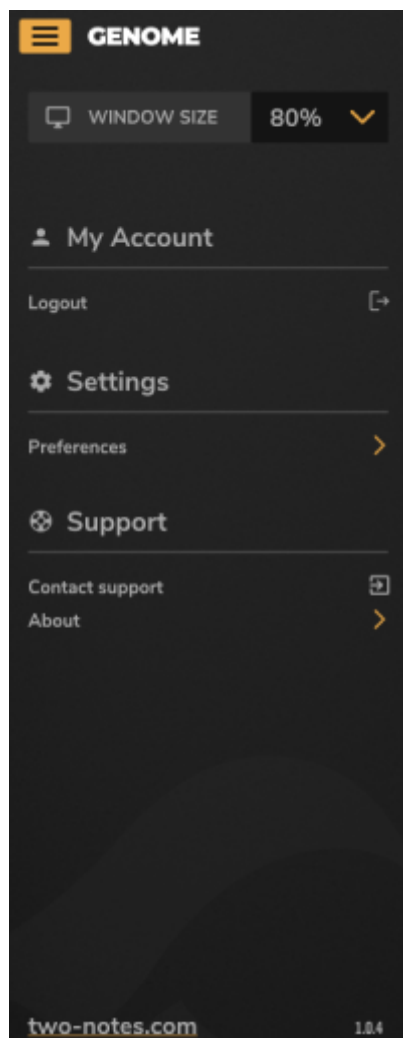 GENOME
WINDOW SIZE 80%
My Account
Logout
Settings
Preferences
Support
Contact support
About
two-notes.com 1.0.4